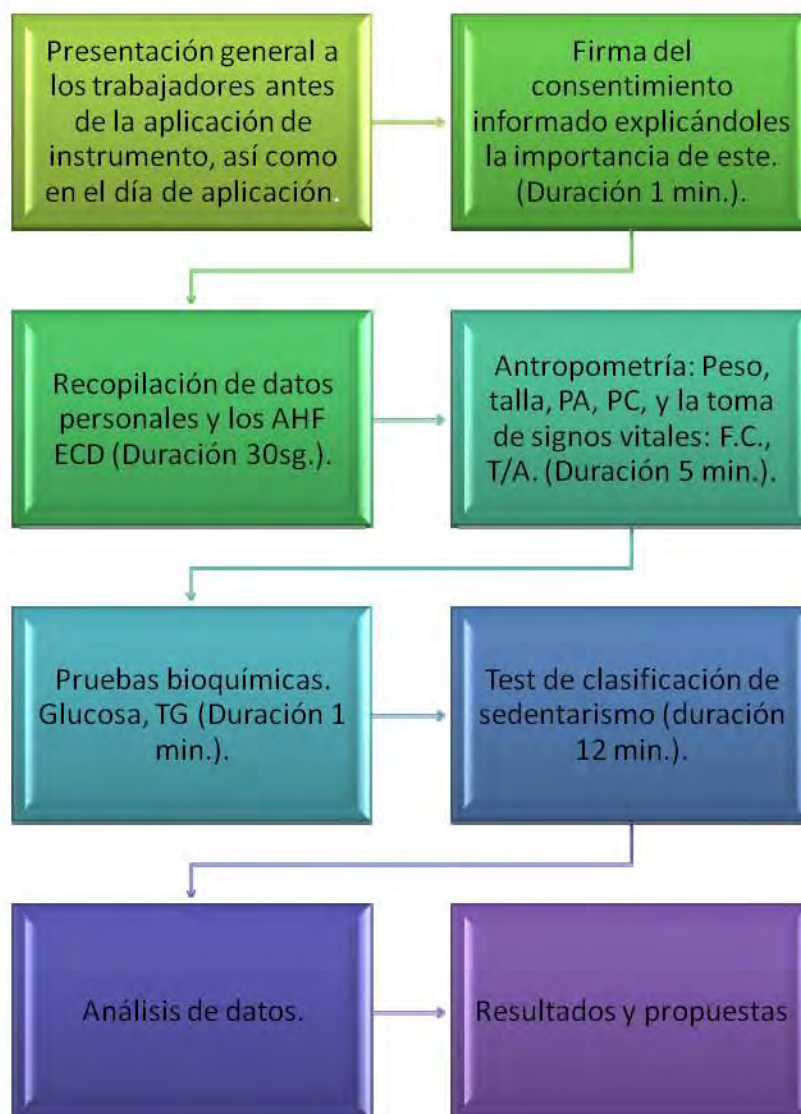 Presentación general a
los trabajadores antes
de la aplicación de
instrumento, así como
en el día de aplicación.
Firma del
consentimiento
informado explicándoles
la importancia de este.
(Duración 1 min.).
Recopilación de datos
personales y los AHF
ECD (Duración 30sg.).
Antropometría: Peso,
talla, PA, PC, y la toma
de signos vitales: F.C.,
T/A. (Duración 5 min.).
Pruebas bioquímicas.
Glucosa, TG (Duración 1
min.).
Test de clasificación de
sedentarismo (duración
12 min.).
Análisis de datos.
Resultados y propuestas